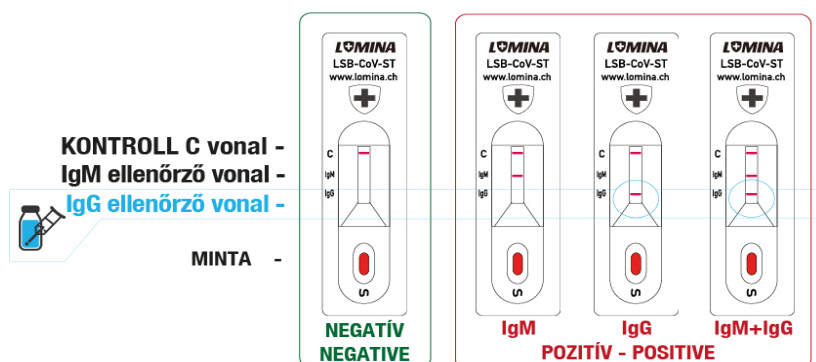 LOMINA
LSB-CoV-ST
www.lomina.ch
C
IgM
IgG
S
LOMINA
LSB-CoV-ST
www.lomina.ch
C
IgM
IgG
S
LOMINA
LSB-CoV-ST
www.lomina.ch
C
IgM
IgG
S
LOMINA
LSB-CoV-ST
www.lomina.ch
C
IgM
IgG
S
KONTROLL C vonal -
IgM ellenőrző vonal -
IgG ellenőrző vonal -
MINTA -
NEGATÍV
NEGATIVE
IgM
IgG
IgM+IgG
POZITÍV - POSITIVE